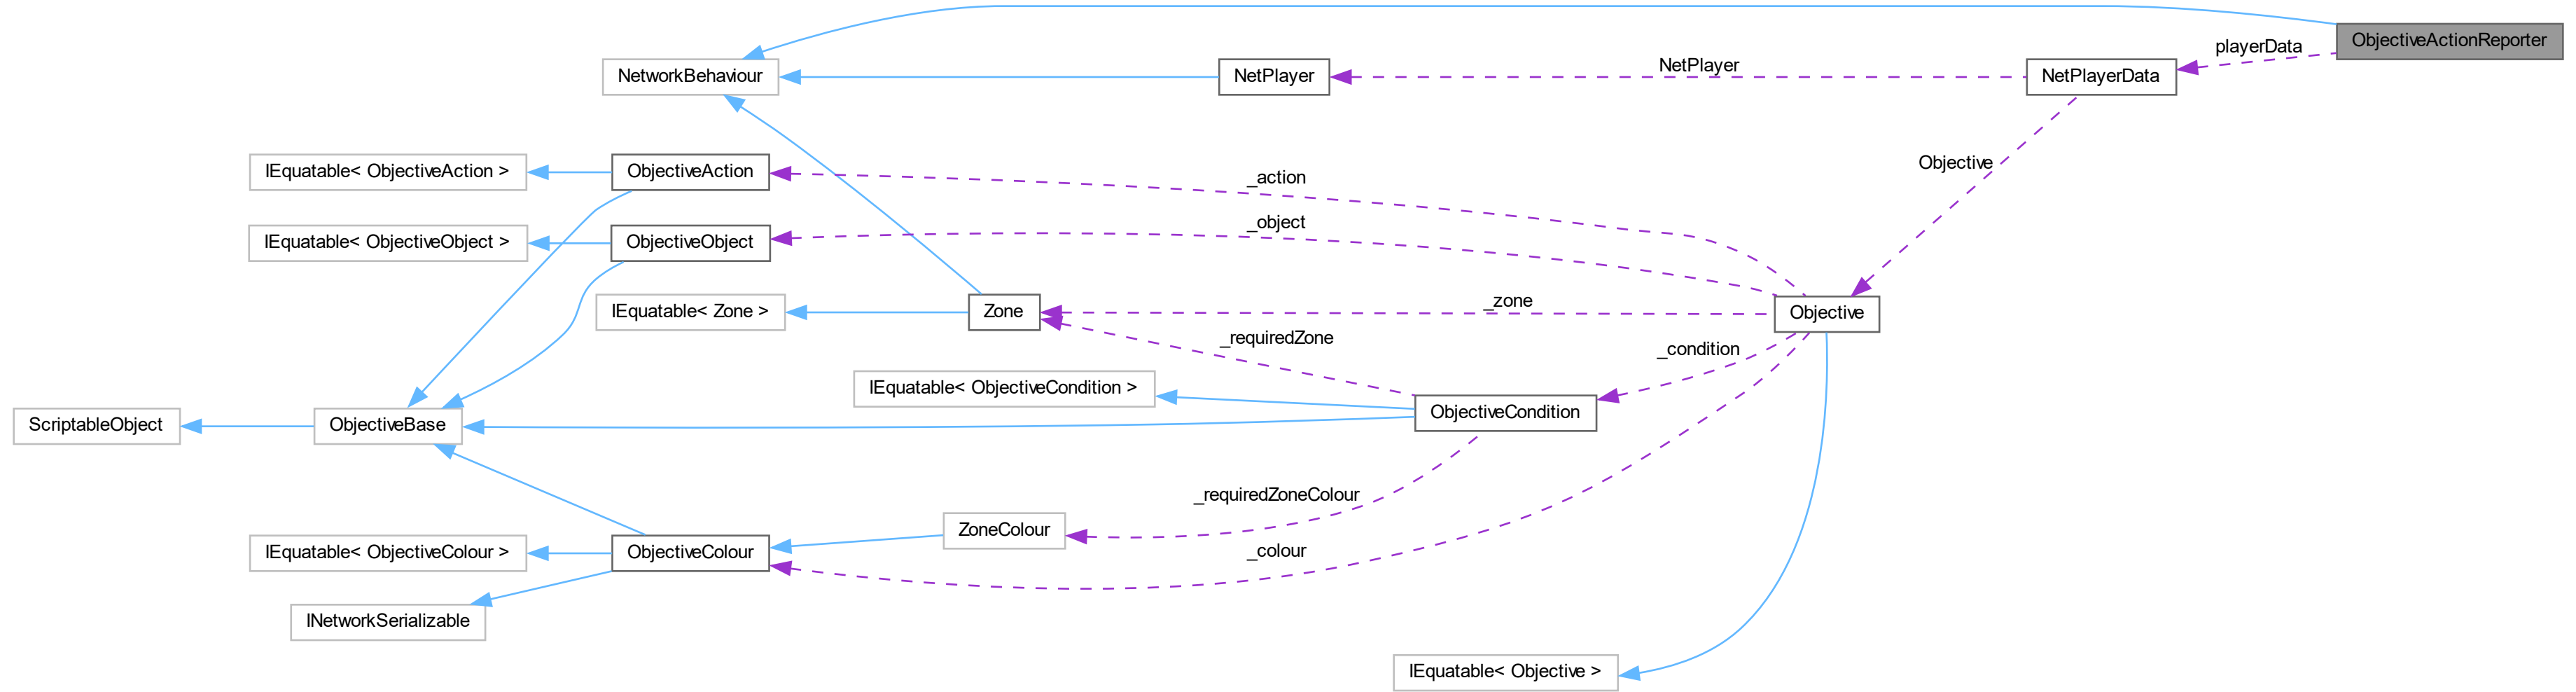 ObjectiveActionReporter
playerData
NetPlayer
NetworkBehaviour
NetPlayer
NetPlayerData
Objective
IEquatable< ObjectiveAction >
ObjectiveAction
_action
_object
IEquatable< ObjectiveObject >
ObjectiveObject
_zone
IEquatable< Zone >
Zone
Objective
_requiredZone
_condition
IEquatable< ObjectiveCondition >
ObjectiveCondition
ScriptableObject
ObjectiveBase
_requiredZoneColour
ZoneColour
_colour
IEquatable< ObjectiveColour >
ObjectiveColour
INetworkSerializable
IEquatable< Objective >